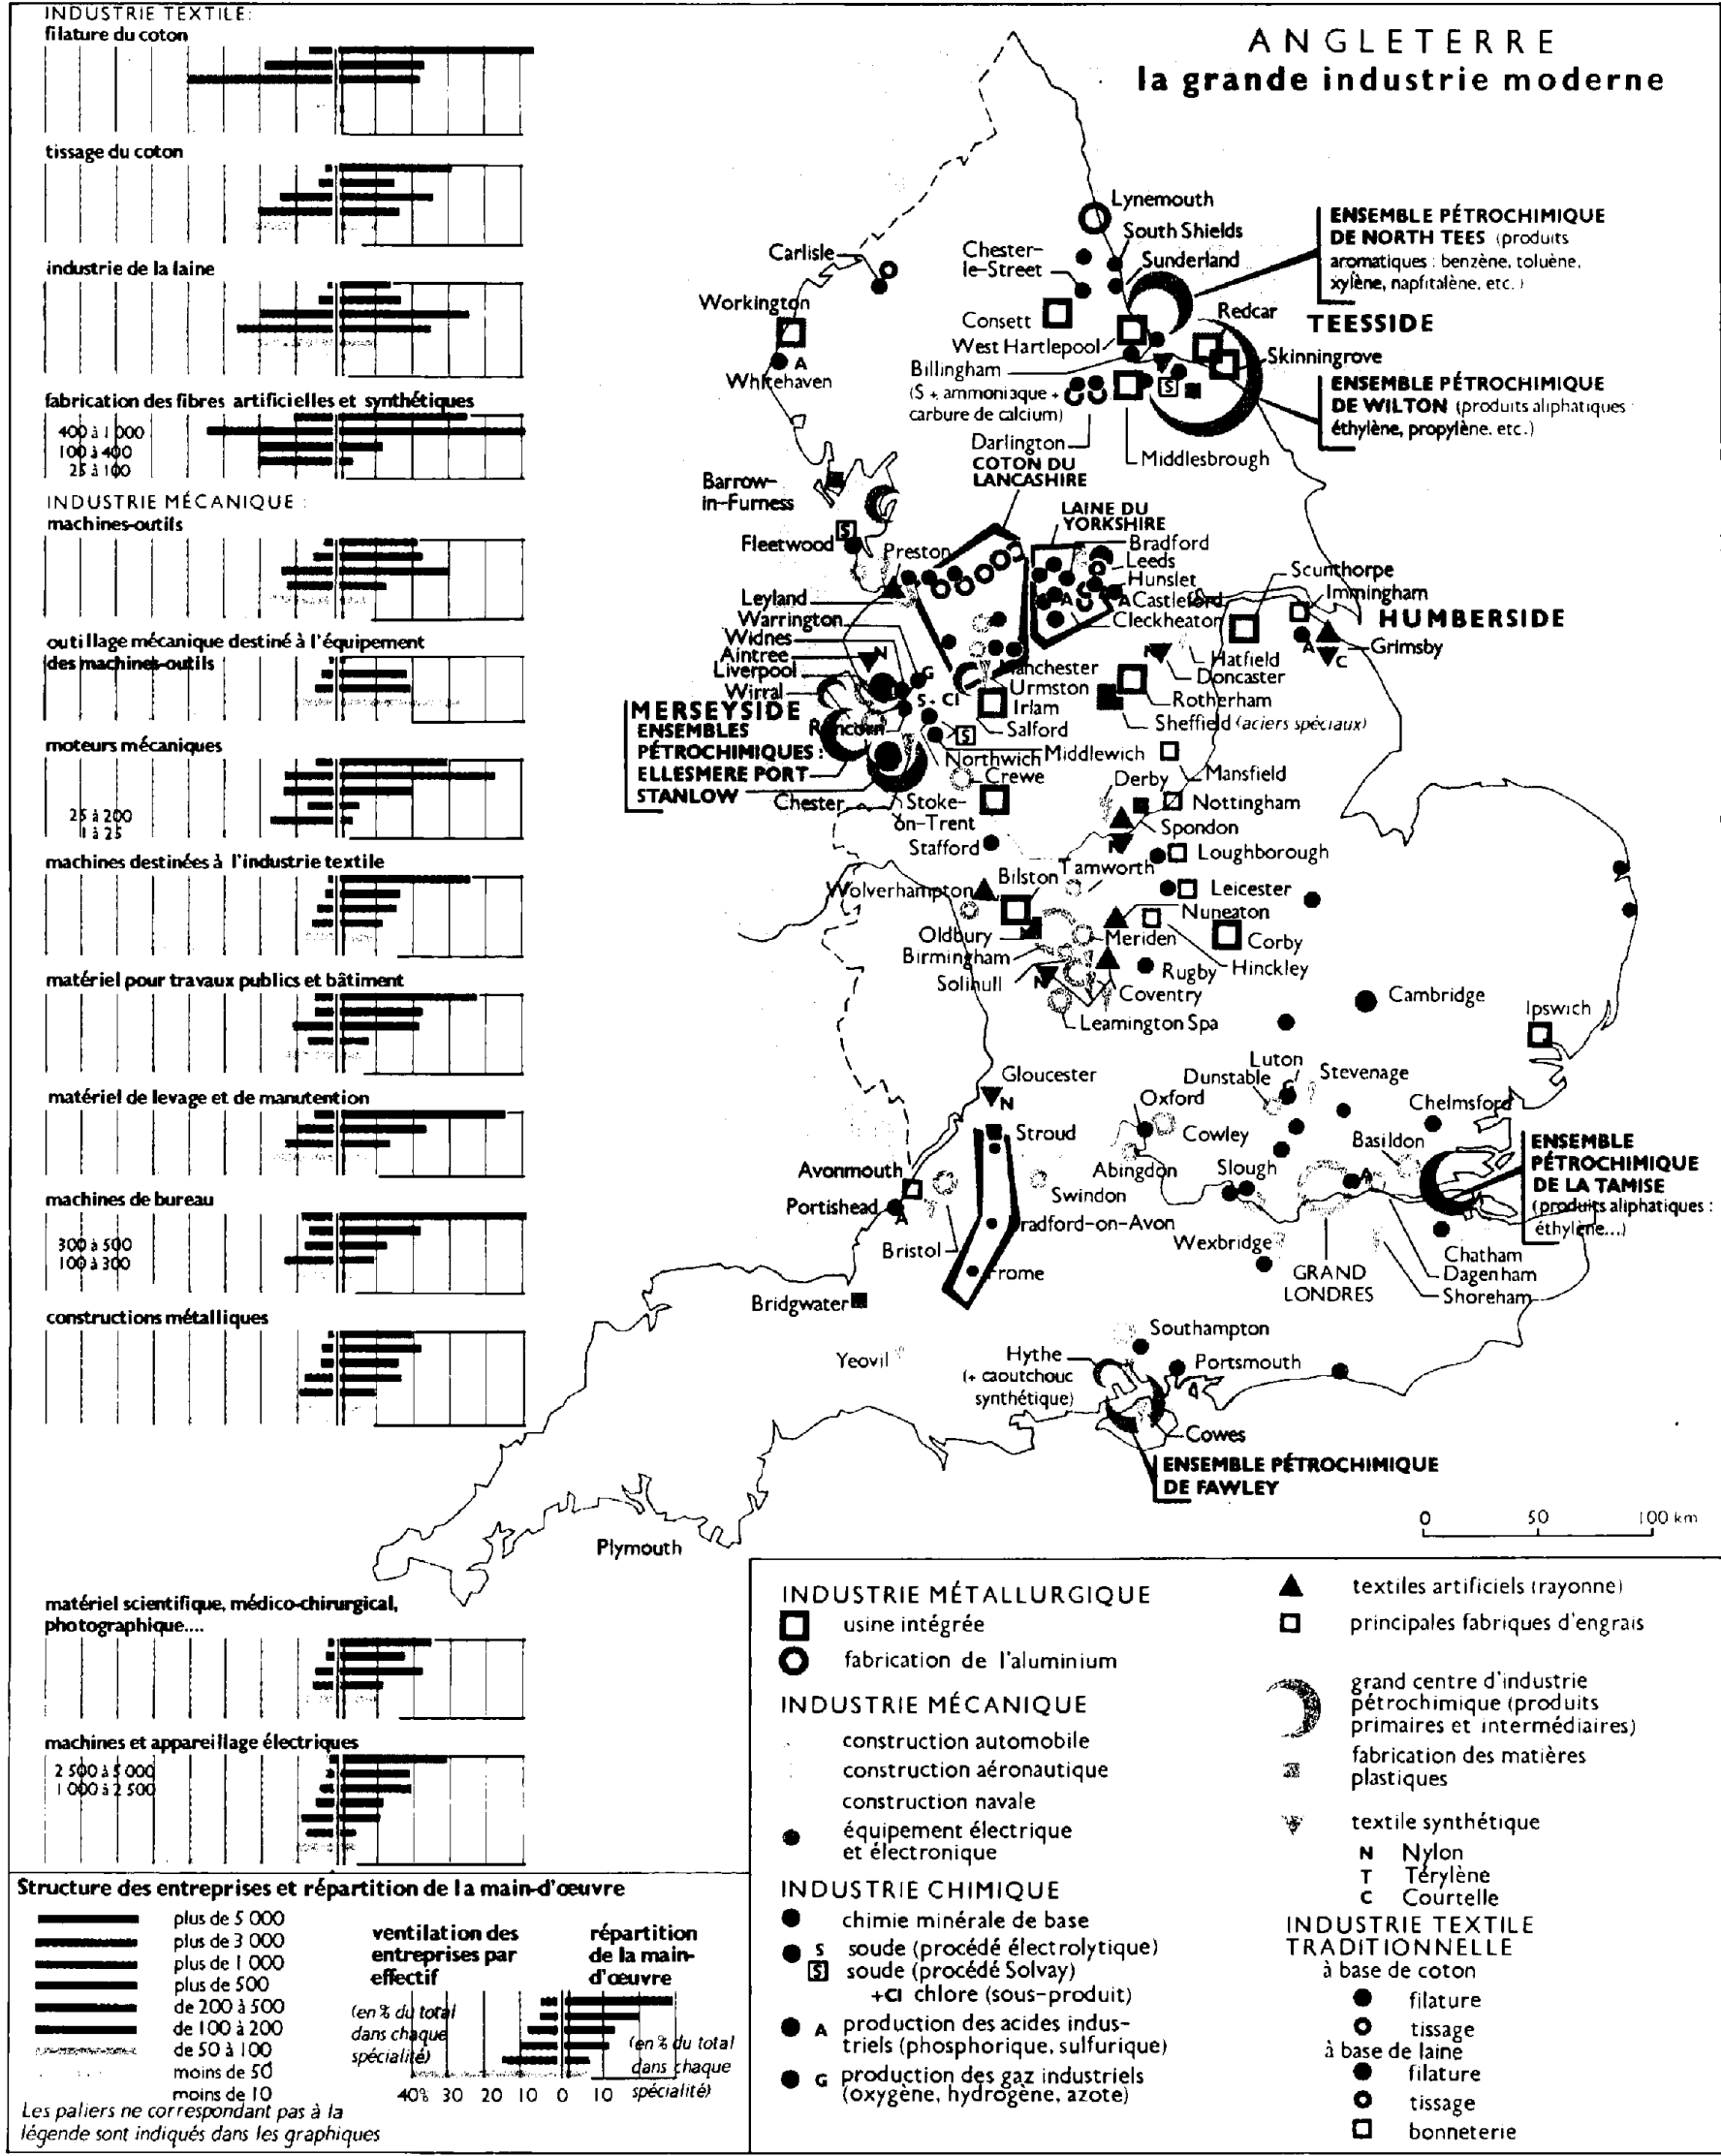 ANGLETERRE
la grande industrie moderne
INDUSTRIE TEXTILE:
filature du coton
tissage du coton
industrie de la laine
fabrication des fibres artificielles et synthétiques
400 à 1 000
100 à 400
25 à 100
INDUSTRIE MÉCANIQUE :
machines-outils
outillage mécanique destiné à l'équipement
des machines-outils
moteurs mécaniques
25 à 200
1 à 25
machines destinées à l'industrie textile
matériel pour travaux publics et bâtiment
matériel de levage et de manutention
machines de bureau
300 à 500
100 à 300
constructions métalliques
matériel scientifique, médico-chirurgical,
photographique....
machines et appareillage électriques
2 500 à 5 000
1 000 à 2 500
Lynemouth
South Shields
Chester-
le-Street
Sunderland
Carlisle
Workington
Consett
West Hartlepool
Whitehaven
A
Billingham
(S + ammoniaque +
carbure de calcium)
S
Darlington
Middlesbrough
Redcar
TEESSIDE
Skinningrove
ENSEMBLE PÉTROCHIMIQUE
DE NORTH TEES (produits
aromatiques : benzène, toluène,
xylène, napfitalène, etc. )
ENSEMBLE PÉTROCHIMIQUE
DE WILTON (produits aliphatiques :
éthylène, propylène. etc.)
COTON DU
LANCASHIRE
LAINE DU
YORKSHIRE
Barrow-
in-Furness
S
Fleetwood
Preston
Bradford
Leeds
Hunslet
A
A Castleford
Cleckheaton
Scunthorpe
Immingham
HUMBERSIDE
A
C
Grimsby
Leyland
Warrington
Widnes
Aintree
N
Liverpool
G
Wirral
S + Cl
Manchester
Urmston
Irlam
Salford
Hatfield
Doncaster
Rotherham
Sheffield (aciers spéciaux)
MERSEYSIDE
ENSEMBLES
PÉTROCHIMIQUES :
ELLESMERE PORT
STANLOW
Runcorn
S
Northwich
Middlewich
Crewe
Chester
Stoke-
on-Trent
Stafford
Derby
Mansfield
Nottingham
Spondon
N
Loughborough
Tamworth
Leicester
Wolverhampton
Bilston
Nuneaton
Oldbury
Meriden
Corby
Birmingham
Rugby
Hinckley
Solihull
N
Coventry
Leamington Spa
Cambridge
Ipswich
Gloucester
N
Luton
Dunstable
G
Stevenage
Oxford
Chelmsford
Stroud
Cowley
Basildon
Avonmouth
Abingdon
Slough
A
Portishead
A
Swindon
radford-on-Avon
Bristol
Wexbridge
Frome
GRAND
LONDRES
Chatham
Dagenham
Shoreham
Bridgwater
ENSEMBLE
PÉTROCHIMIQUE
DE LA TAMISE
(produits aliphatiques :
éthylène...)
Southampton
Yeovil
Hythe
(+ caoutchouc
synthétique)
Portsmouth
Cowes
ENSEMBLE PÉTROCHIMIQUE
DE FAWLEY
Plymouth
0 50 100 km
Structure des entreprises et répartition de la main-d'œuvre
plus de 5 000
plus de 3 000
plus de 1 000
plus de 500
de 200 à 500
de 100 à 200
de 50 à 100
moins de 50
moins de 10
Les paliers ne correspondant pas à la
légende sont indiqués dans les graphiques
ventilation des
entreprises par
effectif
(en % du total
dans chaque
spécialité)
répartition
de la main-
d'œuvre
(en % du total
dans chaque
spécialité)
40% 30 20 10 0 10
INDUSTRIE MÉTALLURGIQUE
usine intégrée
fabrication de l'aluminium
INDUSTRIE MÉCANIQUE
construction automobile
construction aéronautique
construction navale
équipement électrique
et électronique
INDUSTRIE CHIMIQUE
chimie minérale de base
S soude (procédé électrolytique)
S soude (procédé Solvay)
+Cl chlore (sous-produit)
A production des acides indus-
triels (phosphorique, sulfurique)
G production des gaz industriels
(oxygène, hydrogène, azote)
textiles artificiels (rayonne)
principales fabriques d'engrais
grand centre d'industrie
pétrochimique (produits
primaires et intermédiaires)
fabrication des matières
plastiques
textile synthétique
N Nylon
T Térylène
C Courtelle
INDUSTRIE TEXTILE
TRADITIONNELLE
à base de coton
filature
tissage
à base de laine
filature
tissage
bonneterie